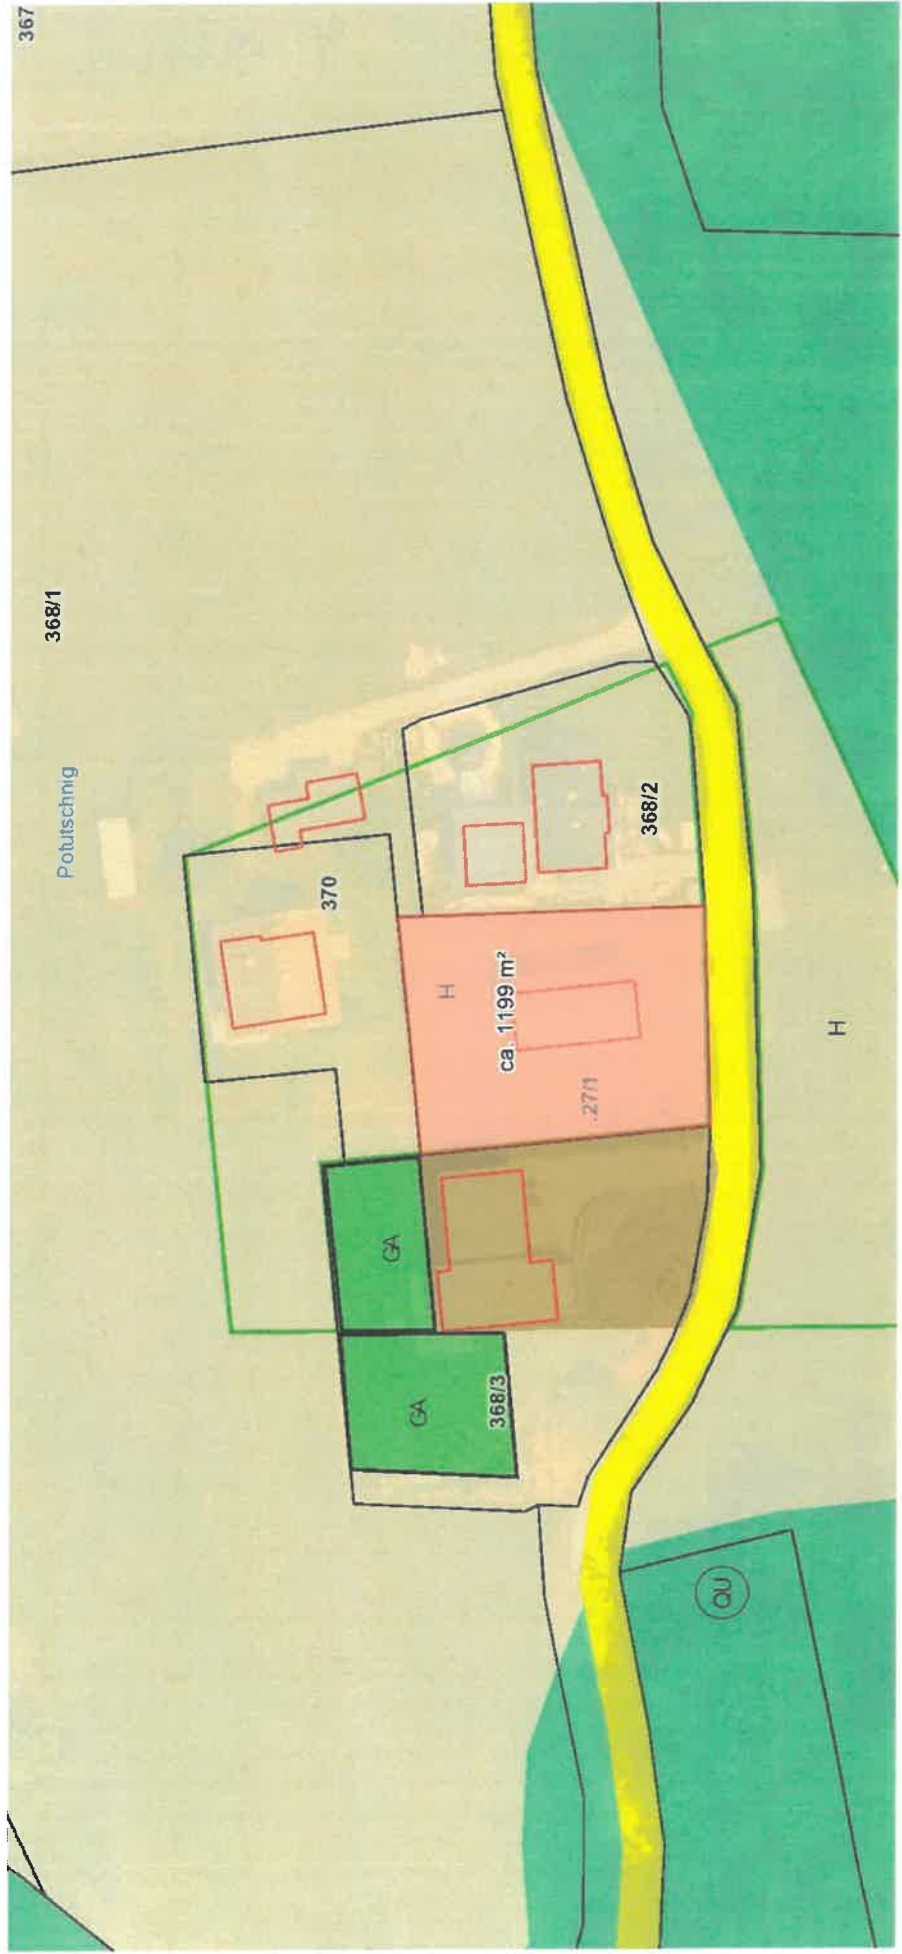 367
368/1
Potutschnig
370
368/2
H
ca. 1199 m²
.27/1
H
GA
GA
368/3
QU